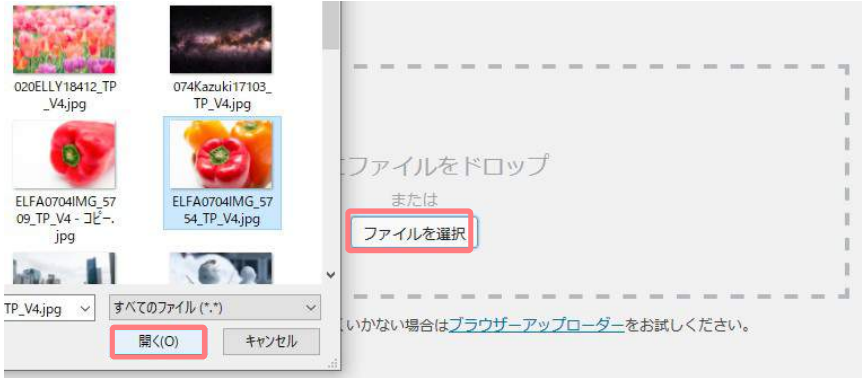 020ELLY18412_TP
_V4.jpg
074Kazuki17103_
TP_V4.jpg
ELFA0704IMG_57
09_TP_V4 - コピー.
jpg
ELFA0704IMG_57
54_TP_V4.jpg
TP_V4.jpg
すべてのファイル (*.*)
開く(O)
キャンセル
ファイルをドロップ
または
ファイルを選択
いかない場合はブラウザーアップローダーをお試しください。